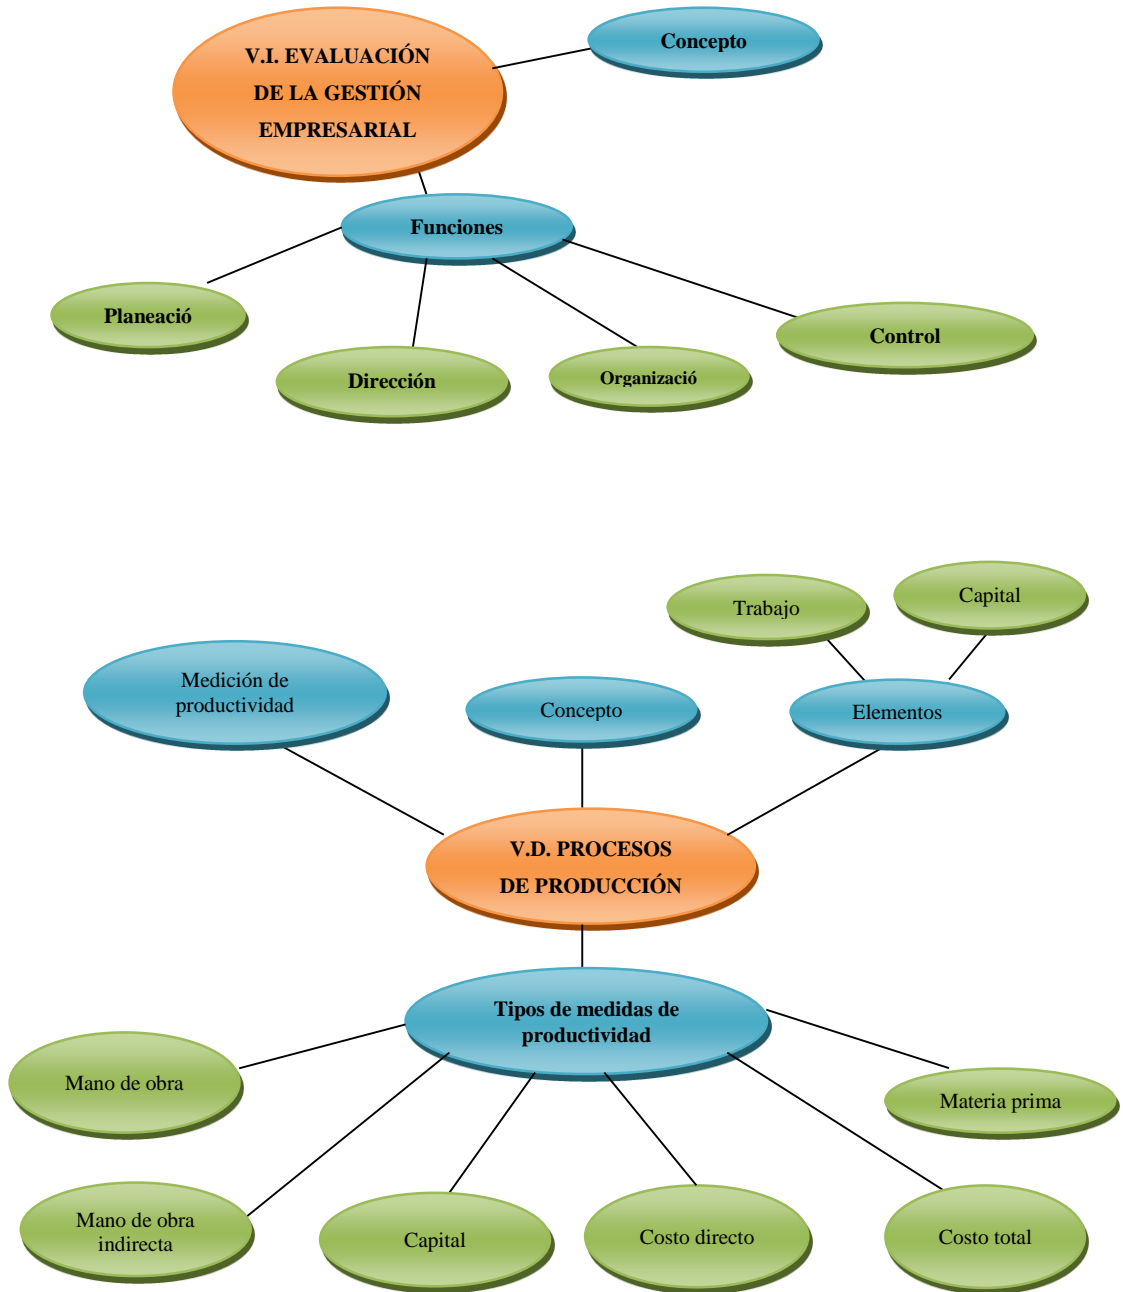 V.I. EVALUACIÓN
DE LA GESTIÓN
EMPRESARIAL
Concepto
Funciones
Planeació
Dirección
Organizació
Control
Trabajo
Capital
Medición de
productividad
Concepto
Elementos
V.D. PROCESOS
DE PRODUCCIÓN
Tipos de medidas de
productividad
Mano de obra
Materia prima
Mano de obra
indirecta
Capital
Costo directo
Costo total